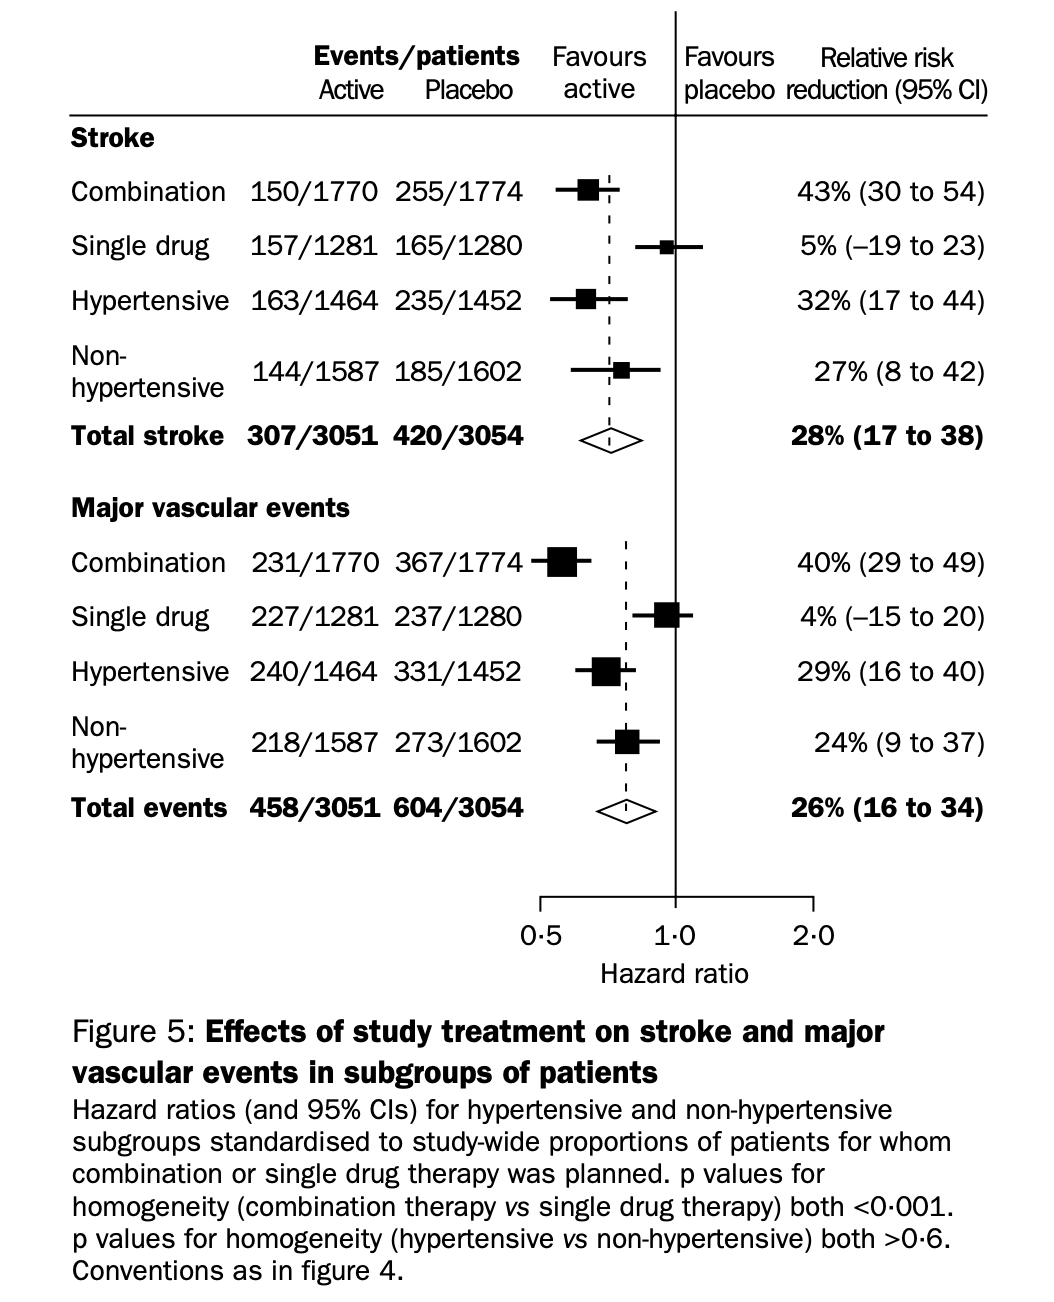 Events/patients Favours Favours Relative risk
Active Placebo active placebo reduction (95% CI)
Stroke
Combination 150/1770 255/1774 43% (30 to 54)
Single drug 157/1281 165/1280 5% (–19 to 23)
Hypertensive 163/1464 235/1452 32% (17 to 44)
Non-
hypertensive 144/1587 185/1602 27% (8 to 42)
Total stroke 307/3051 420/3054 28% (17 to 38)
Major vascular events
Combination 231/1770 367/1774 40% (29 to 49)
Single drug 227/1281 237/1280 4% (–15 to 20)
Hypertensive 240/1464 331/1452 29% (16 to 40)
Non-
hypertensive 218/1587 273/1602 24% (9 to 37)
Total events 458/3051 604/3054 26% (16 to 34)
0·5 1·0 2·0
Hazard ratio
Figure 5: Effects of study treatment on stroke and major
vascular events in subgroups of patients
Hazard ratios (and 95% CIs) for hypertensive and non-hypertensive
subgroups standardised to study-wide proportions of patients for whom
combination or single drug therapy was planned. p values for
homogeneity (combination therapy vs single drug therapy) both <0·001.
p values for homogeneity (hypertensive vs non-hypertensive) both >0·6.
Conventions as in figure 4.